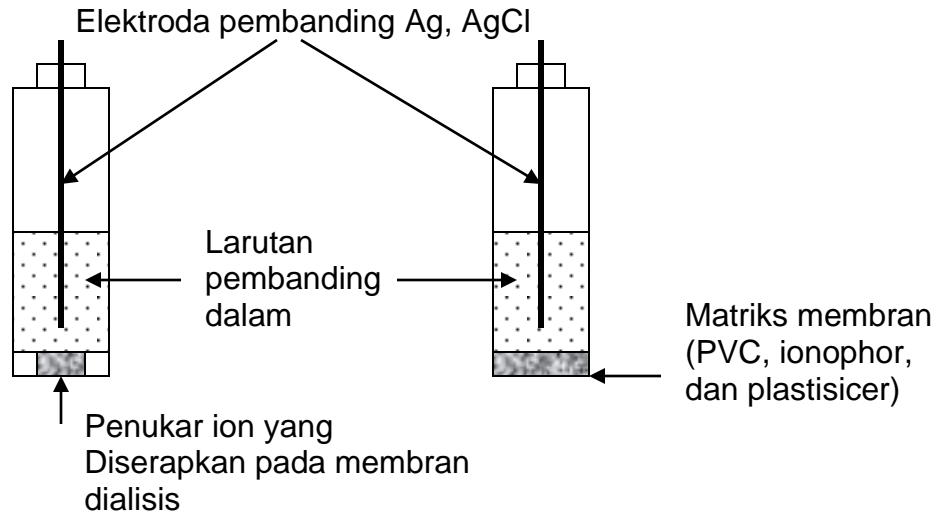 Elektroda pembanding Ag, AgCl
Larutan
pembanding
dalam
Matriks membran
(PVC, ionophor,
dan plastisicer)
Penukar ion yang
Diserapkan pada membran
dialisis